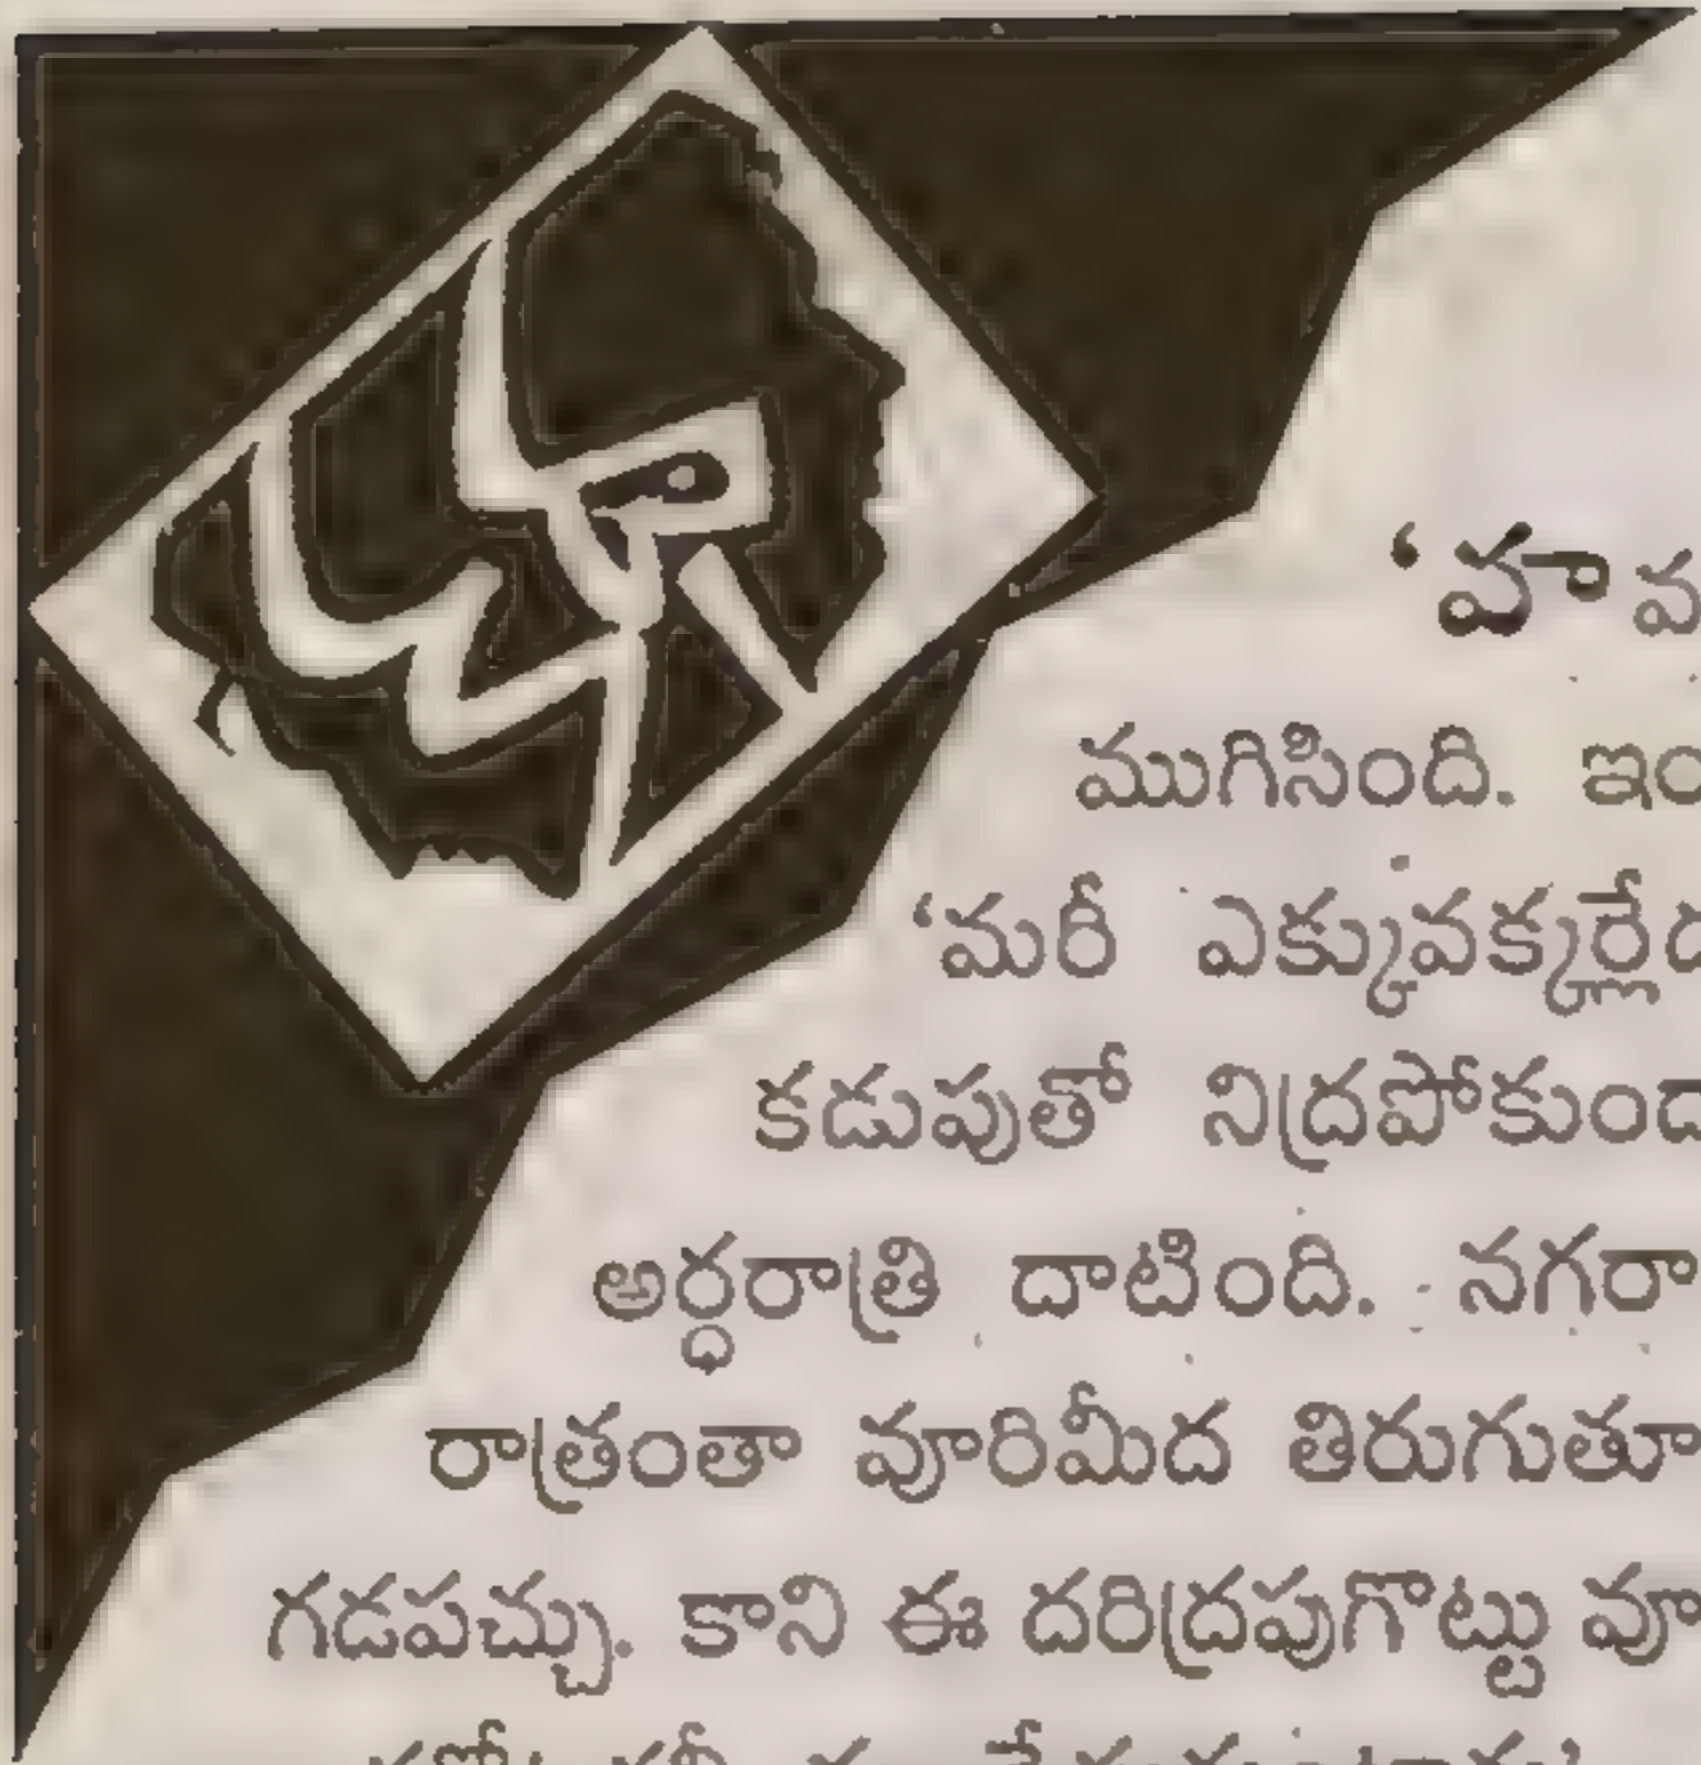 ‘హావ
ముగిసింది. ఇం
‘మరీ ఎక్కువక్కర్లేద
కడుపుతో నిద్రపోకుండా
అర్ధరాత్రి దాటింది. నగరా
రాత్రంతా వూరిమీద తిరుగుతూ
గడపచ్చు. కాని ఈ దరిద్రపుగొట్టు వూ